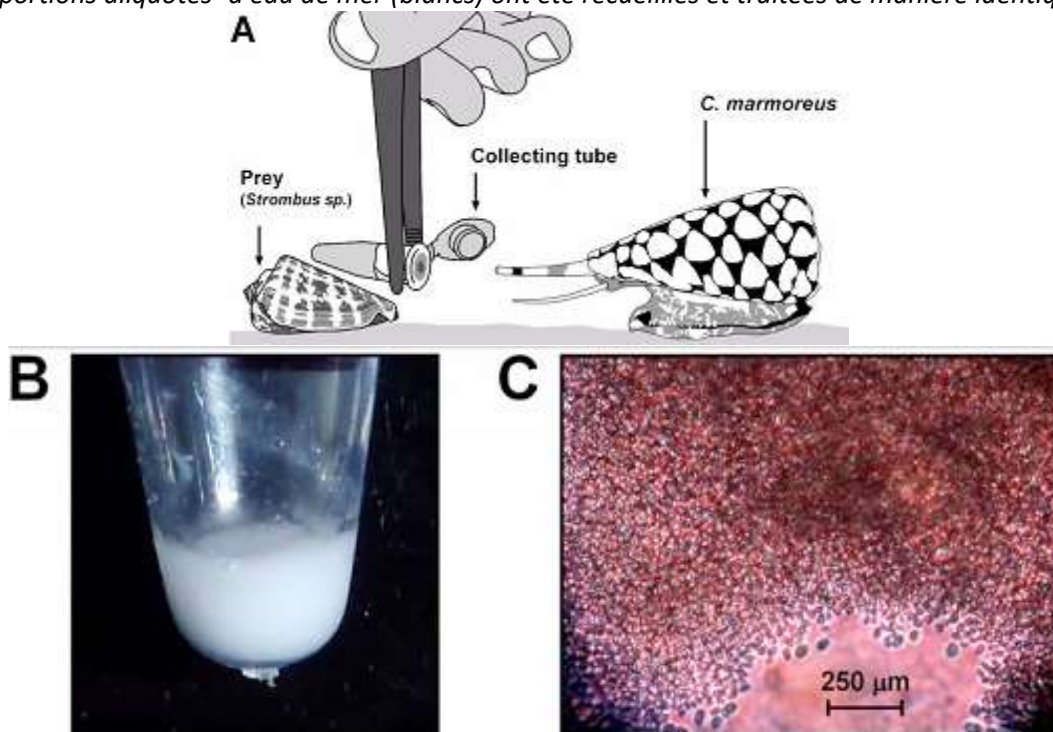 portions aliquotes d'eau de mer (blancs) ont été recueillies et traitées de manière identiq
A
C. marmoreus
Collecting tube
Prey
(Strombus sp.)
B
C
250 µm